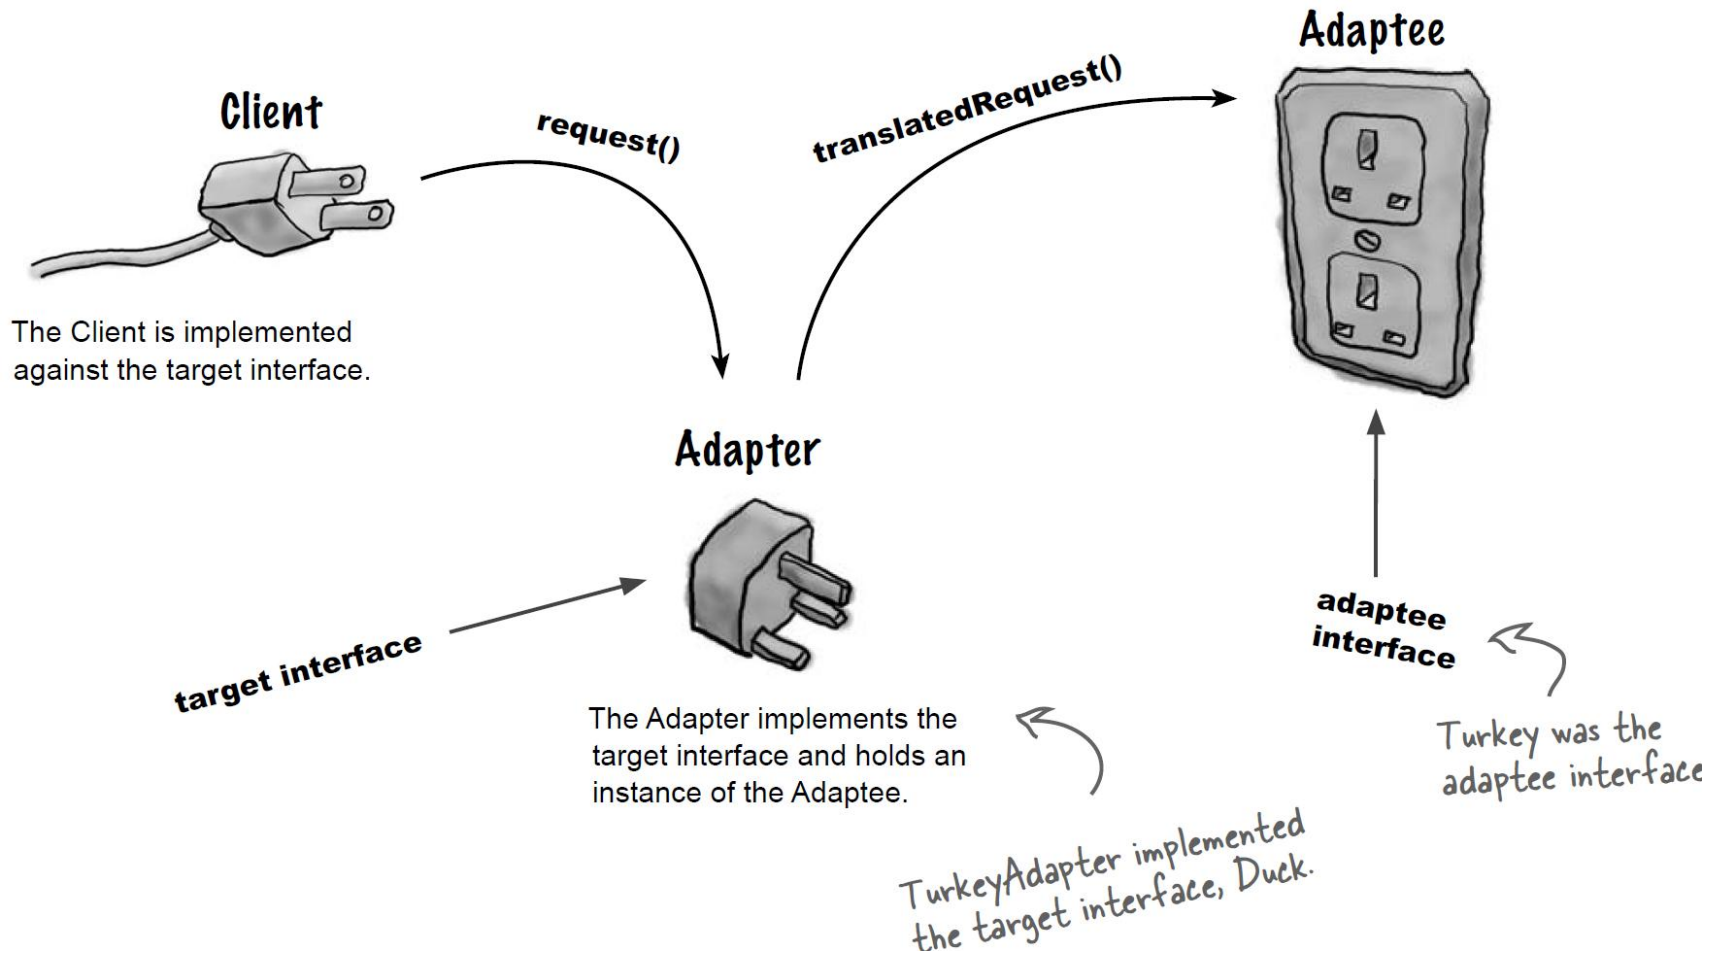 Adaptee
Client
request()
translatedRequest()
The Client is implemented
against the target interface.
Adapter
target interface
adaptee
interface
The Adapter implements the
target interface and holds an
instance of the Adaptee.
Turkey was the
adaptee interface
TurkeyAdapter implemented
the target interface, Duck.